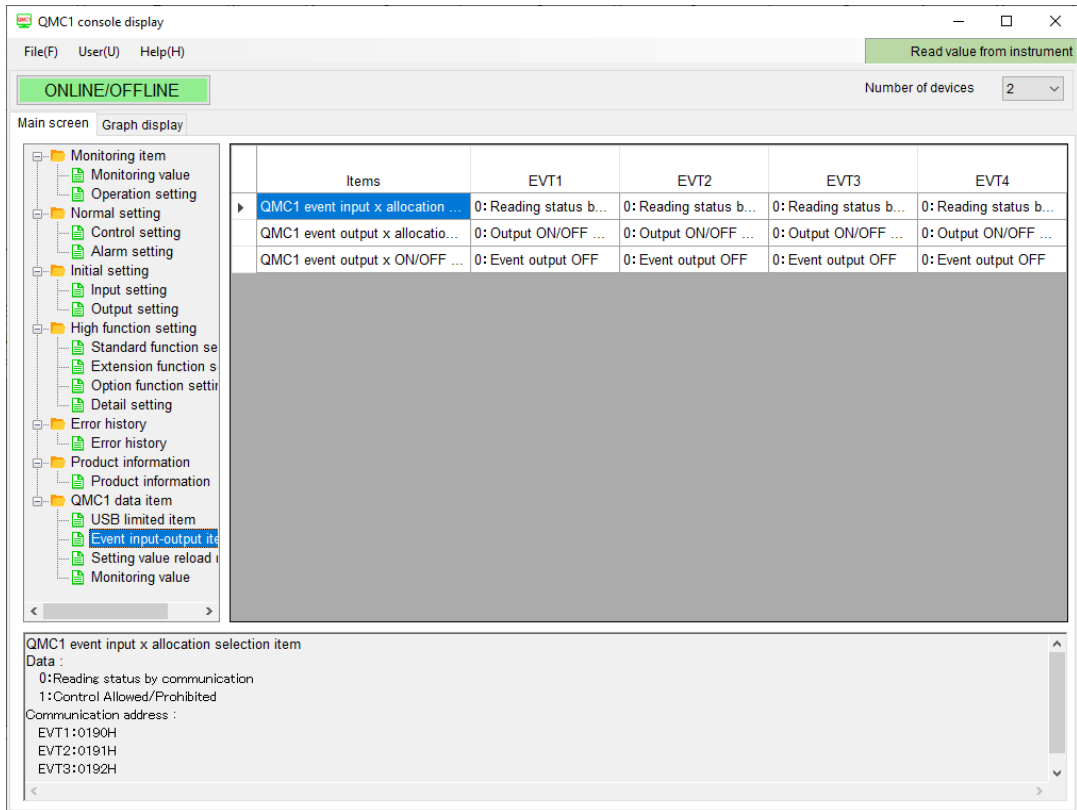 QMC1 console display
File(F) User(U) Help(H)
Read value from instrument
ONLINE/OFFLINE
Number of devices 2
Main screen Graph display
Monitoring item
Monitoring value
Operation setting
Normal setting
Control setting
Alarm setting
Initial setting
Input setting
Output setting
High function setting
Standard function se
Extension function s
Option function settin
Detail setting
Error history
Error history
Product information
Product information
QMC1 data item
USB limited item
Event input-output ite
Setting value reload
Monitoring value
Items EVT1 EVT2 EVT3 EVT4
QMC1 event input x allocation ... 0: Reading status b... 0: Reading status b... 0: Reading status b... 0: Reading status b...
QMC1 event output x allocatio... 0: Output ON/OFF ... 0: Output ON/OFF ... 0: Output ON/OFF ... 0: Output ON/OFF ...
QMC1 event output x ON/OFF ... 0: Event output OFF 0: Event output OFF 0: Event output OFF 0: Event output OFF
QMC1 event input x allocation selection item
Data :
0:Reading status by communication
1:Control Allowed/Prohibited
Communication address :
EVT1:0190H
EVT2:0191H
EVT3:0192H